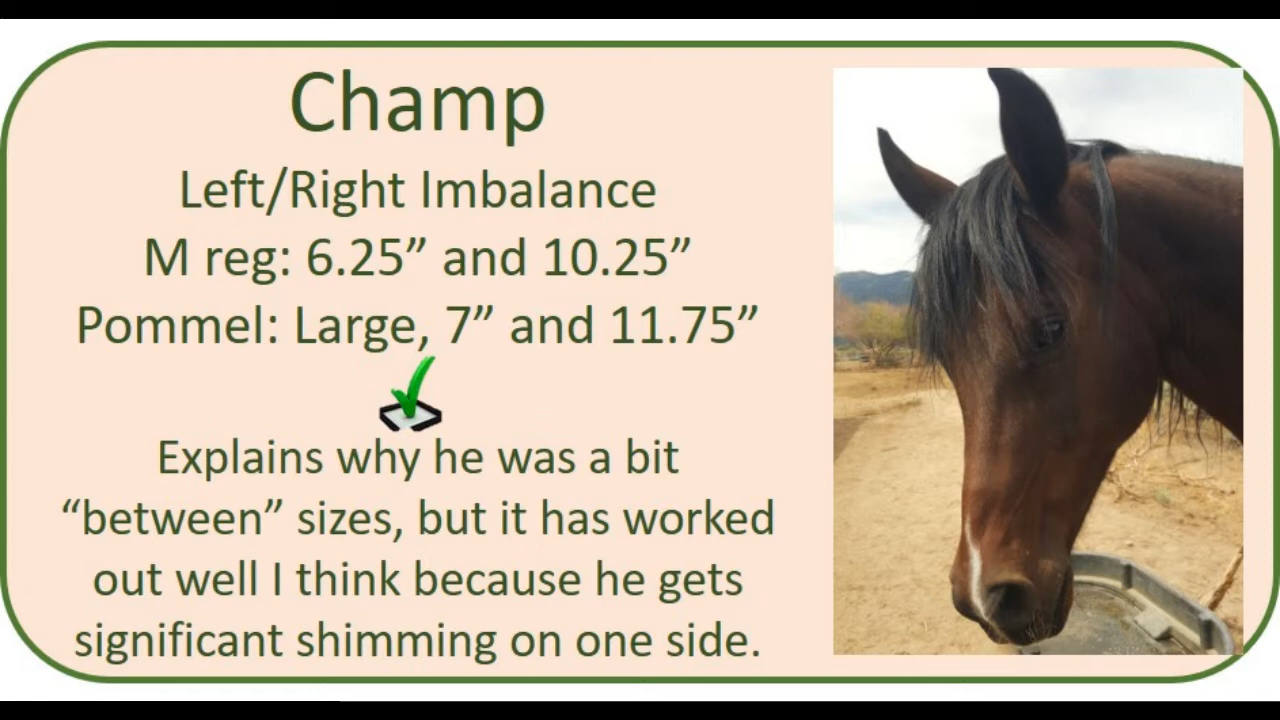 Champ
Left/Right Imbalance
M reg: 6.25” and 10.25”
Pommel: Large, 7” and 11.75”
Explains why he was a bit
“between” sizes, but it has worked
out well I think because he gets
significant shimming on one side.